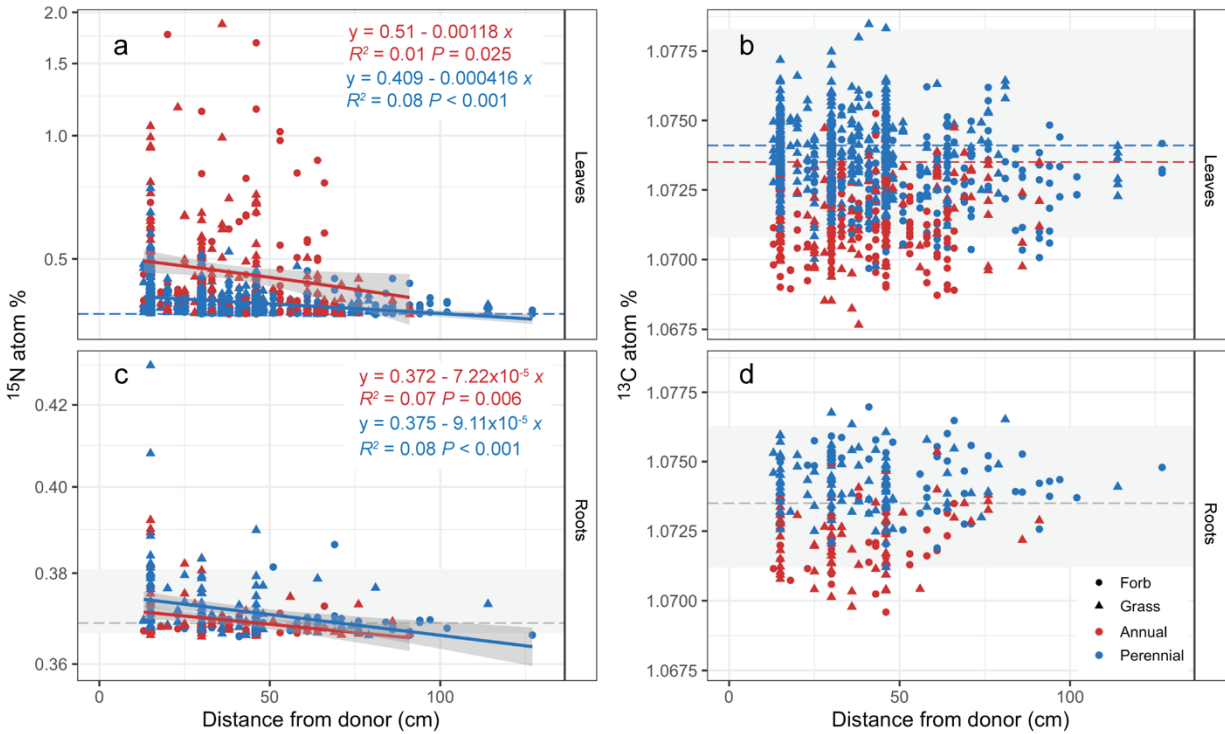 a
y = 0.51 - 0.00118 x
R² = 0.01 P = 0.025
y = 0.409 - 0.000416 x
R² = 0.08 P < 0.001
2.0
1.5
1.0
0.5
¹⁵N atom %
Leaves
b
1.0775
1.0750
1.0725
1.0700
1.0675
¹³C atom %
Leaves
c
y = 0.372 - 7.22x10⁻⁵ x
R² = 0.07 P = 0.006
y = 0.375 - 9.11x10⁻⁵ x
R² = 0.08 P < 0.001
0.42
0.40
0.38
0.36
Roots
0
50
100
Distance from donor (cm)
d
1.0775
1.0750
1.0725
1.0700
1.0675
Roots
Forb
Grass
Annual
Perennial
0
50
100
Distance from donor (cm)